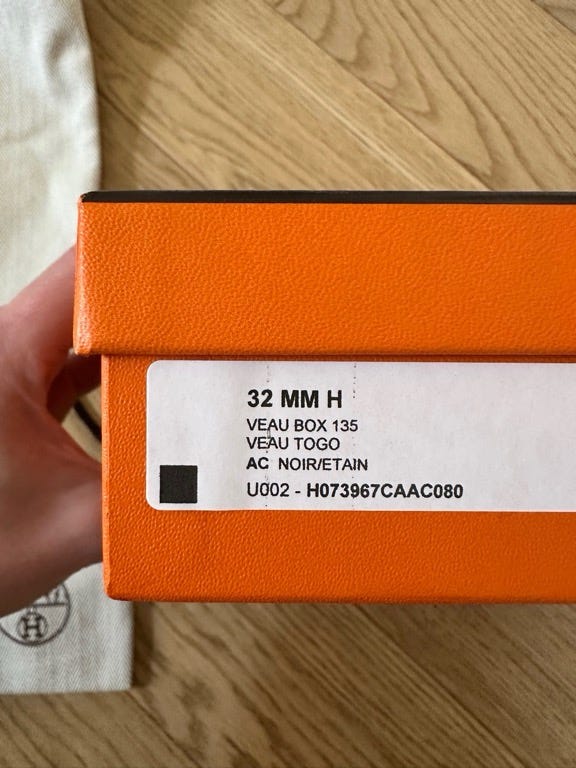 32 MM H
VEAU BOX 135
VEAU TOGO
AC NOIR/ETAIN
U002 - H073967CAAC080
H